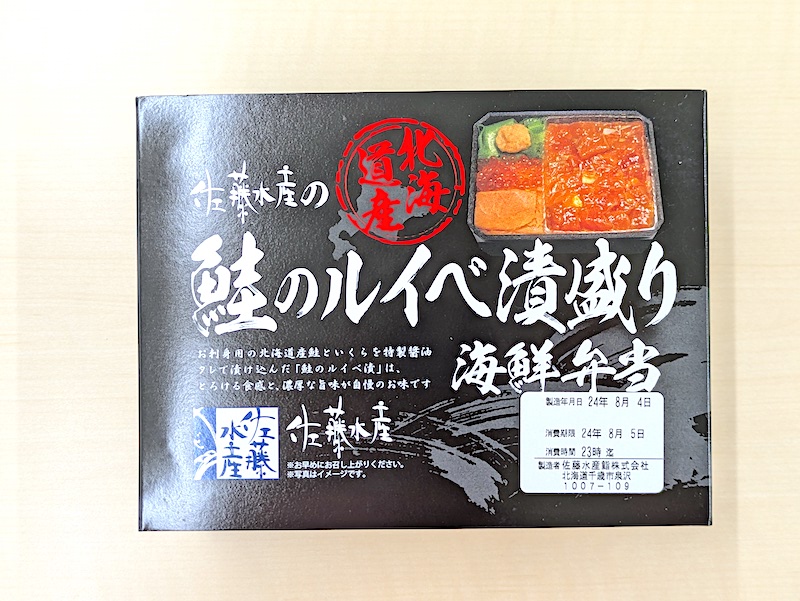 北海道産
佐藤水産の
鮭のルイベ漬盛り
海鮮弁当
お刺身用の北海道産鮭といくらを特製醤油
タレで漬け込んだ「鮭のルイベ漬」は、
とろける食感と、濃厚な旨味が自慢のお味です
佐藤水産
佐藤水産
※お早めにお召し上がりください。
※写真はイメージです。
製造年月日 24年 8月 4日
消費期限 24年 8月 5日
消費時間 23時 迄
製造者 佐藤水産鮨株式会社
北海道千歳市泉沢
1007-109